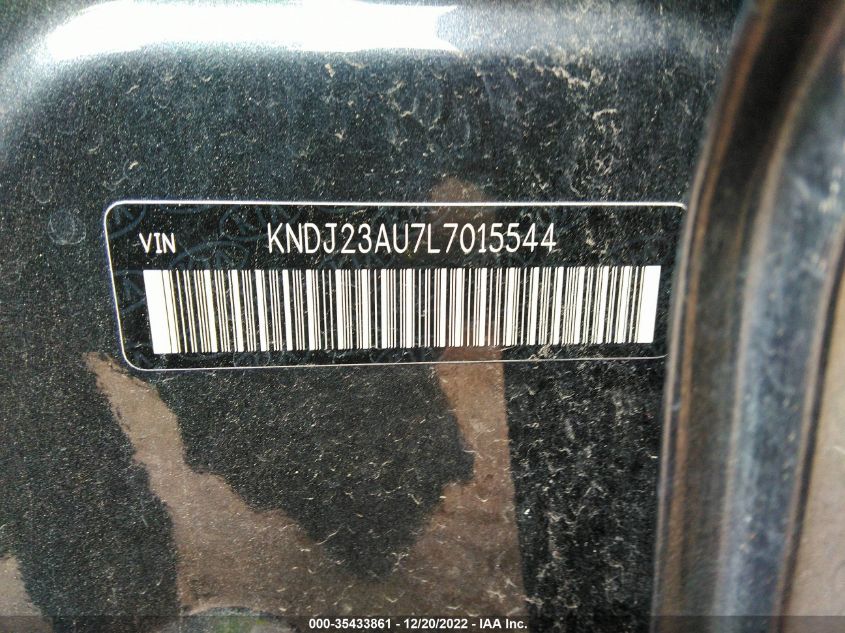 VIN KNDJ23AU7L7015544
000-35433861 - 12/20/2022 - IAA Inc.